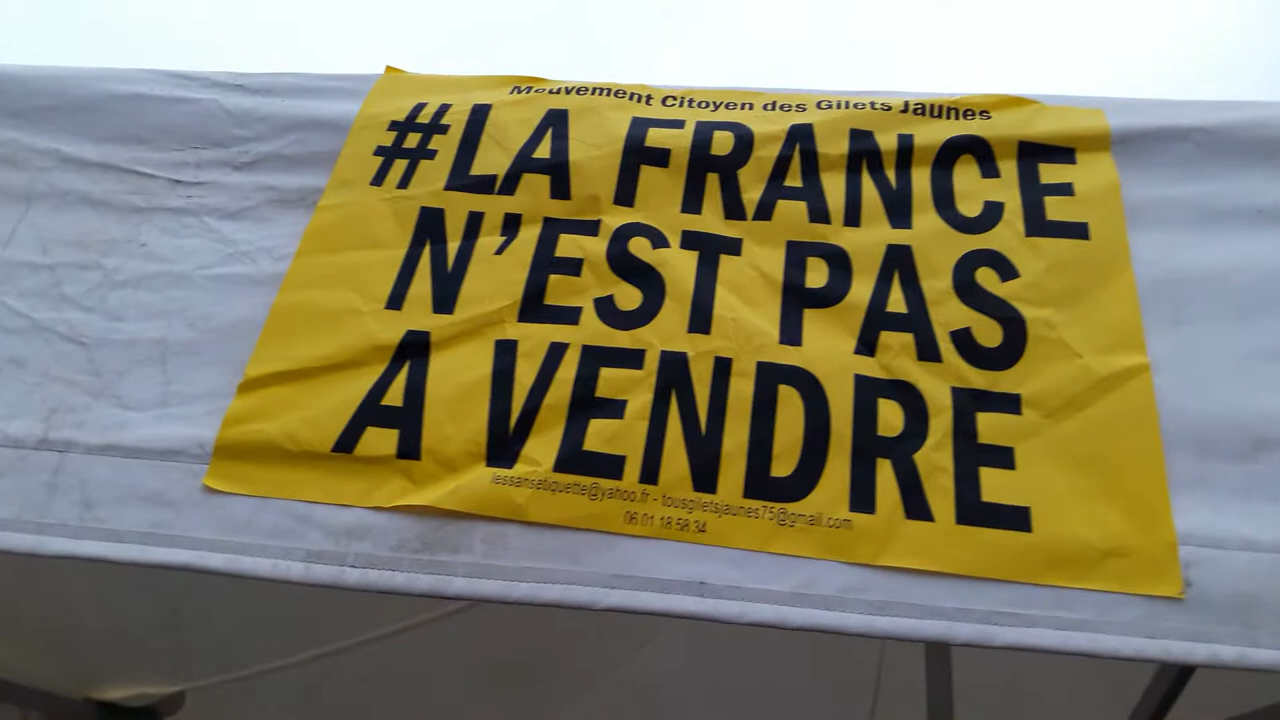 Mouvement Citoyen des Gilets Jaunes
#LA FRANCE
N'EST PAS
A VENDRE
lessansetiquette@yahoo.fr - tousgiletsjaunes75@gmail.com
06 01 18 58 34